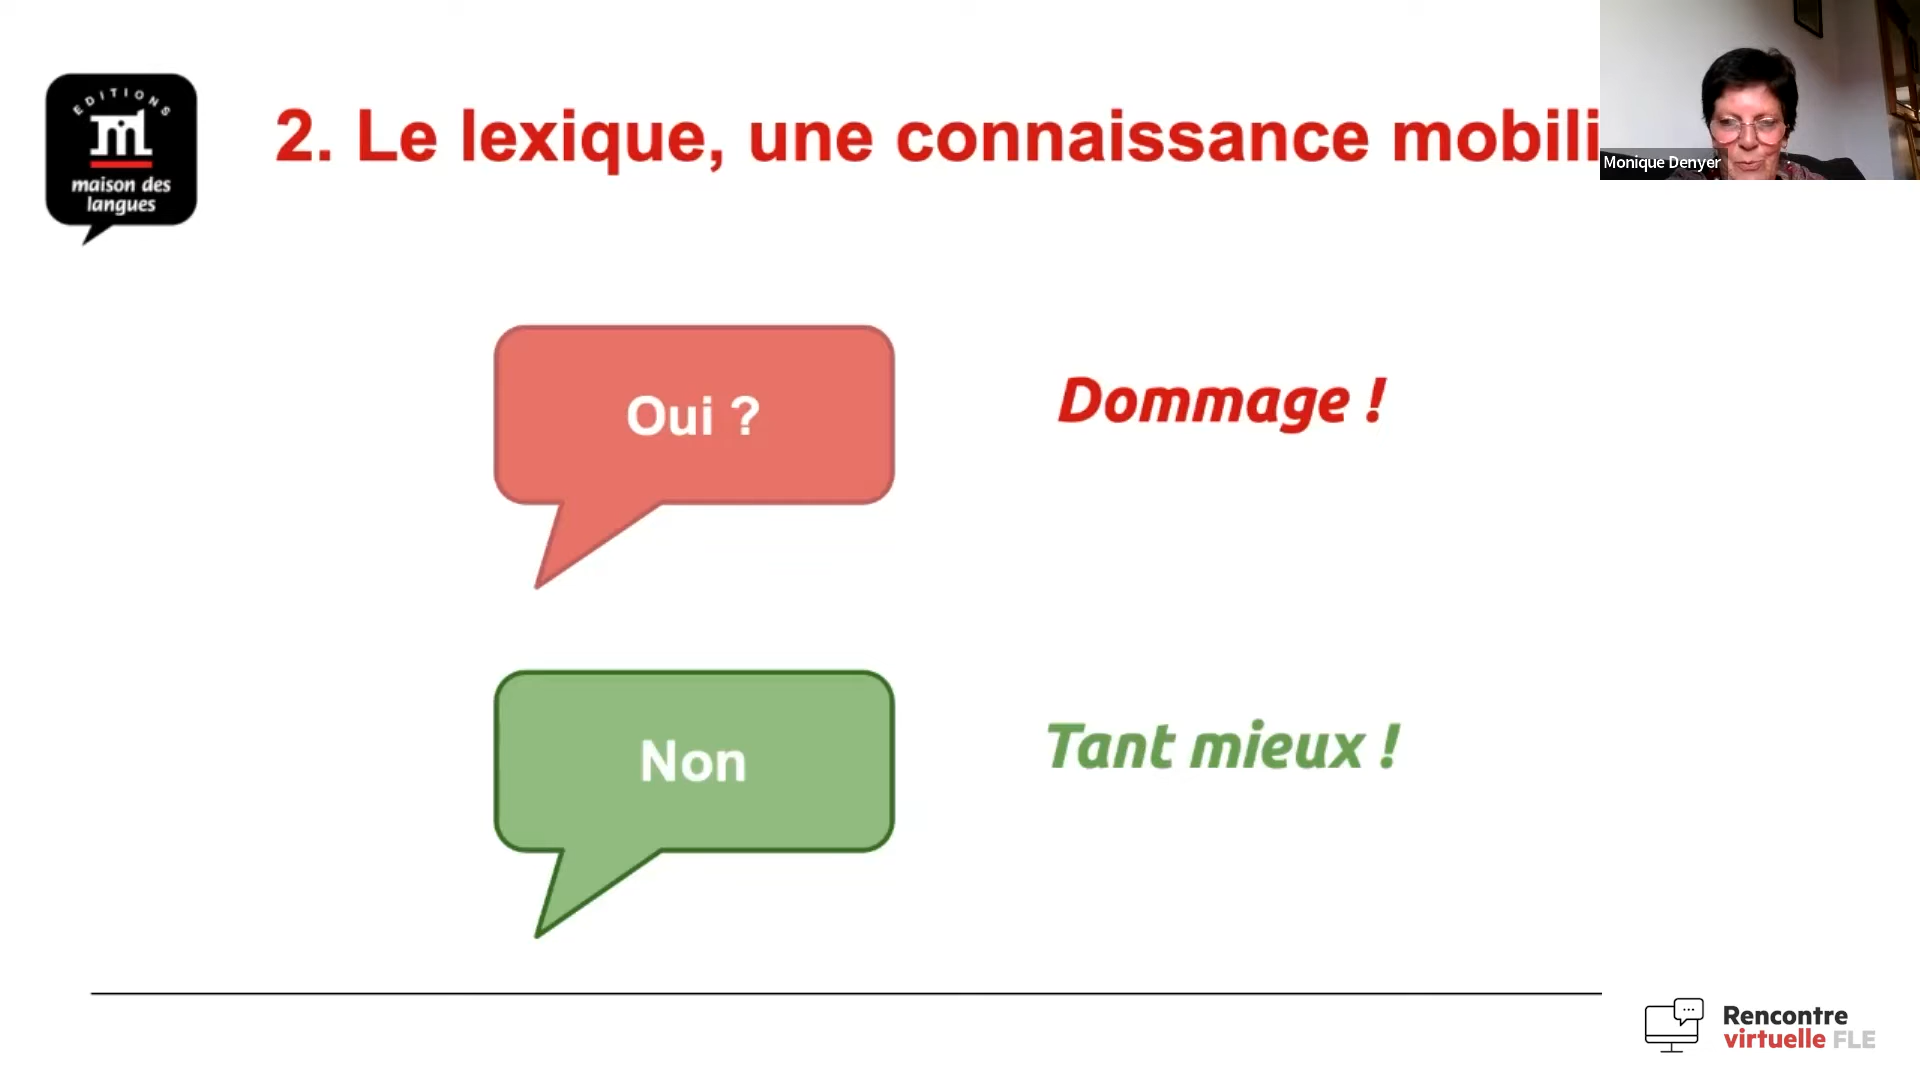 EDITIONS
maison des
langues
2. Le lexique, une connaissance mobili
Monique Denyer
Oui ?
Dommage !
Non
Tant mieux !
Rencontre
virtuelle FLE